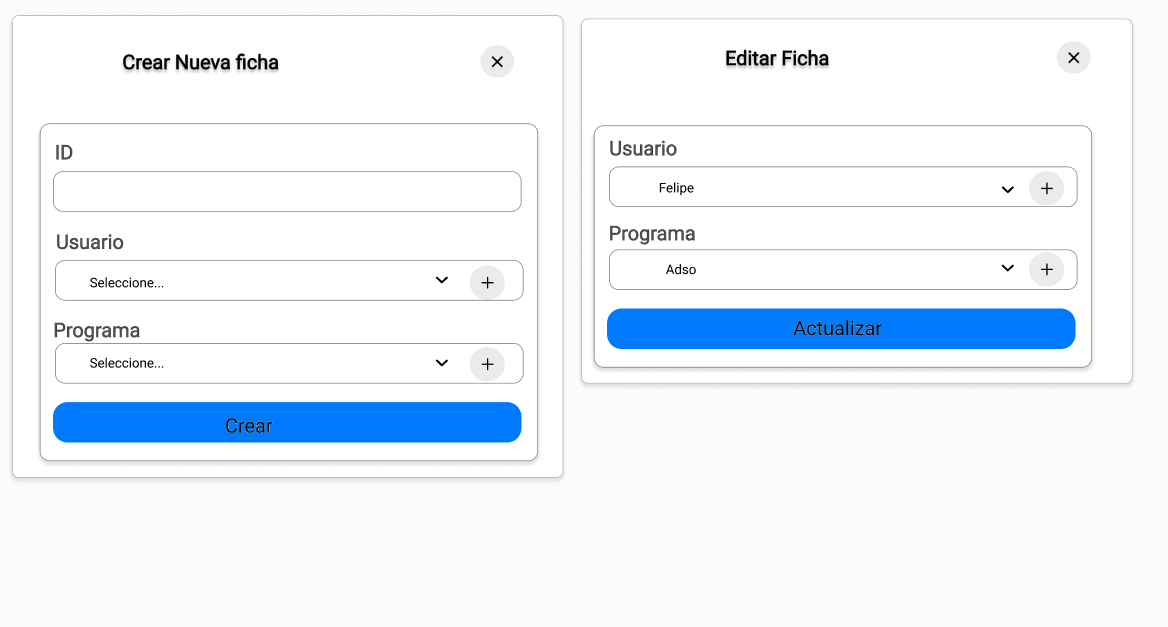 Crear Nueva ficha
ID
Usuario
Seleccione...
Programa
Seleccione...
Crear
Editar Ficha
Usuario
Felipe
Programa
Adso
Actualizar